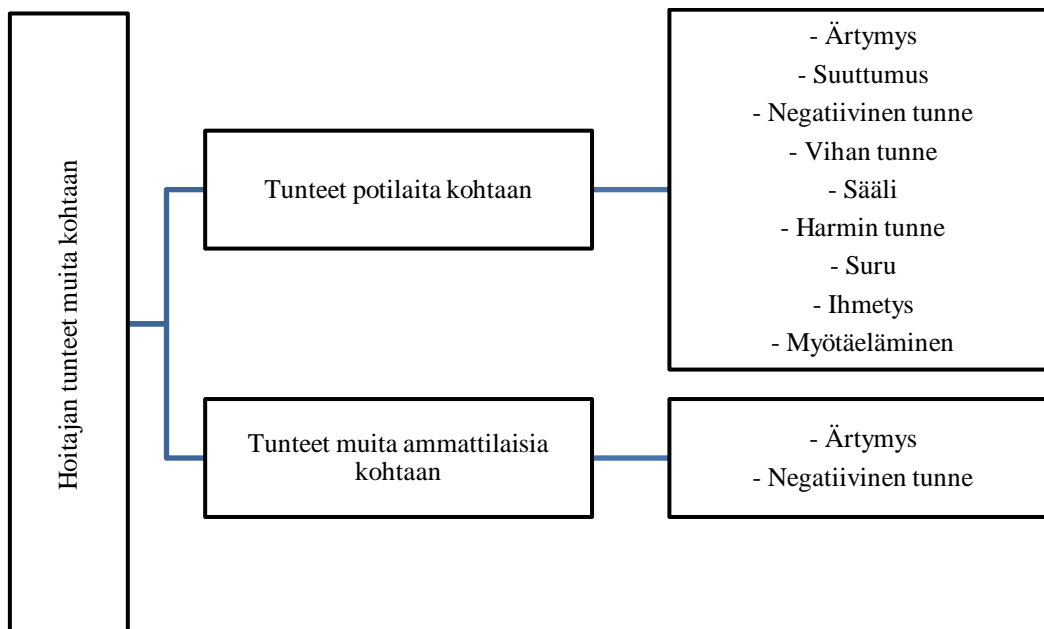 Hoitajan tunteet muita kohtaan
Tunteet potilaita kohtaan
- Ärtymys
- Suuttumus
- Negatiivinen tunne
- Vihan tunne
- Sääli
- Harmin tunne
- Suru
- Ihmetys
- Myötäeläminen
Tunteet muita ammattilaisia
kohtaan
- Ärtymys
- Negatiivinen tunne